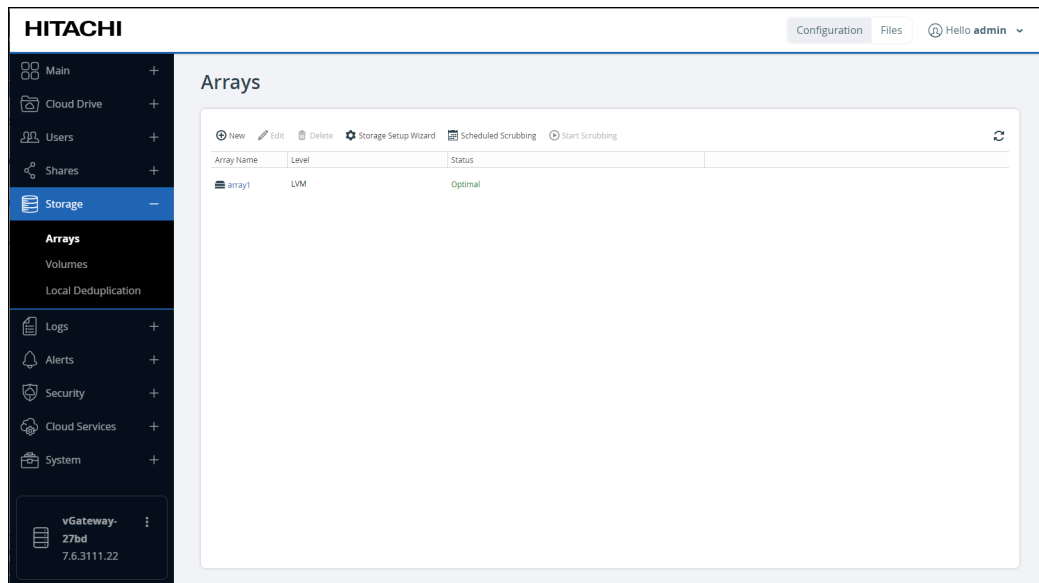 HITACHI
Configuration Files Hello admin
Main
Cloud Drive
Users
Shares
Storage
Arrays
Volumes
Local Deduplication
Logs
Alerts
Security
Cloud Services
System
vGateway-
27bd
7.6.3111.22
Arrays
New Edit Delete Storage Setup Wizard Scheduled Scrubbing Start Scrubbing
Array Name Level Status
array1 LVM Optimal